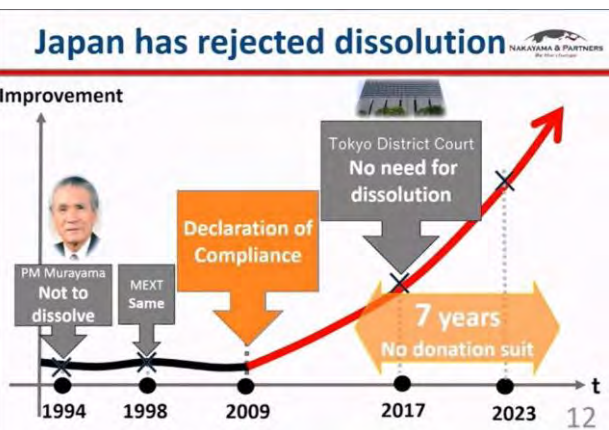 Japan has rejected dissolution
NAKAYAMA & PARTNERS
Improvement
Tokyo District Court
No need for
dissolution
Declaration of
Compliance
PM Murayama
Not to
dissolve
MEXT
Same
7 years
No donation suit
t
1994
1998
2009
2017
2023
12